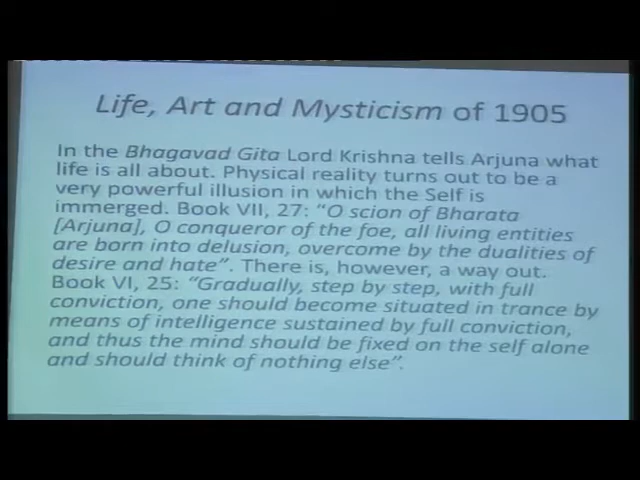 Life, Art and Mysticism of 1905
In the Bhagavad Gita Lord Krishna tells Arjuna what
life is all about. Physical reality turns out to be a
very powerful illusion in which the Self is
immerged. Book VII, 27: "O scion of Bharata
[Arjuna], O conqueror of the foe, all living entities
are born into delusion, overcome by the dualities of
desire and hate". There is, however, a way out.
Book VI, 25: "Gradually, step by step, with full
conviction, one should become situated in trance by
means of intelligence sustained by full conviction,
and thus the mind should be fixed on the self alone
and should think of nothing else".